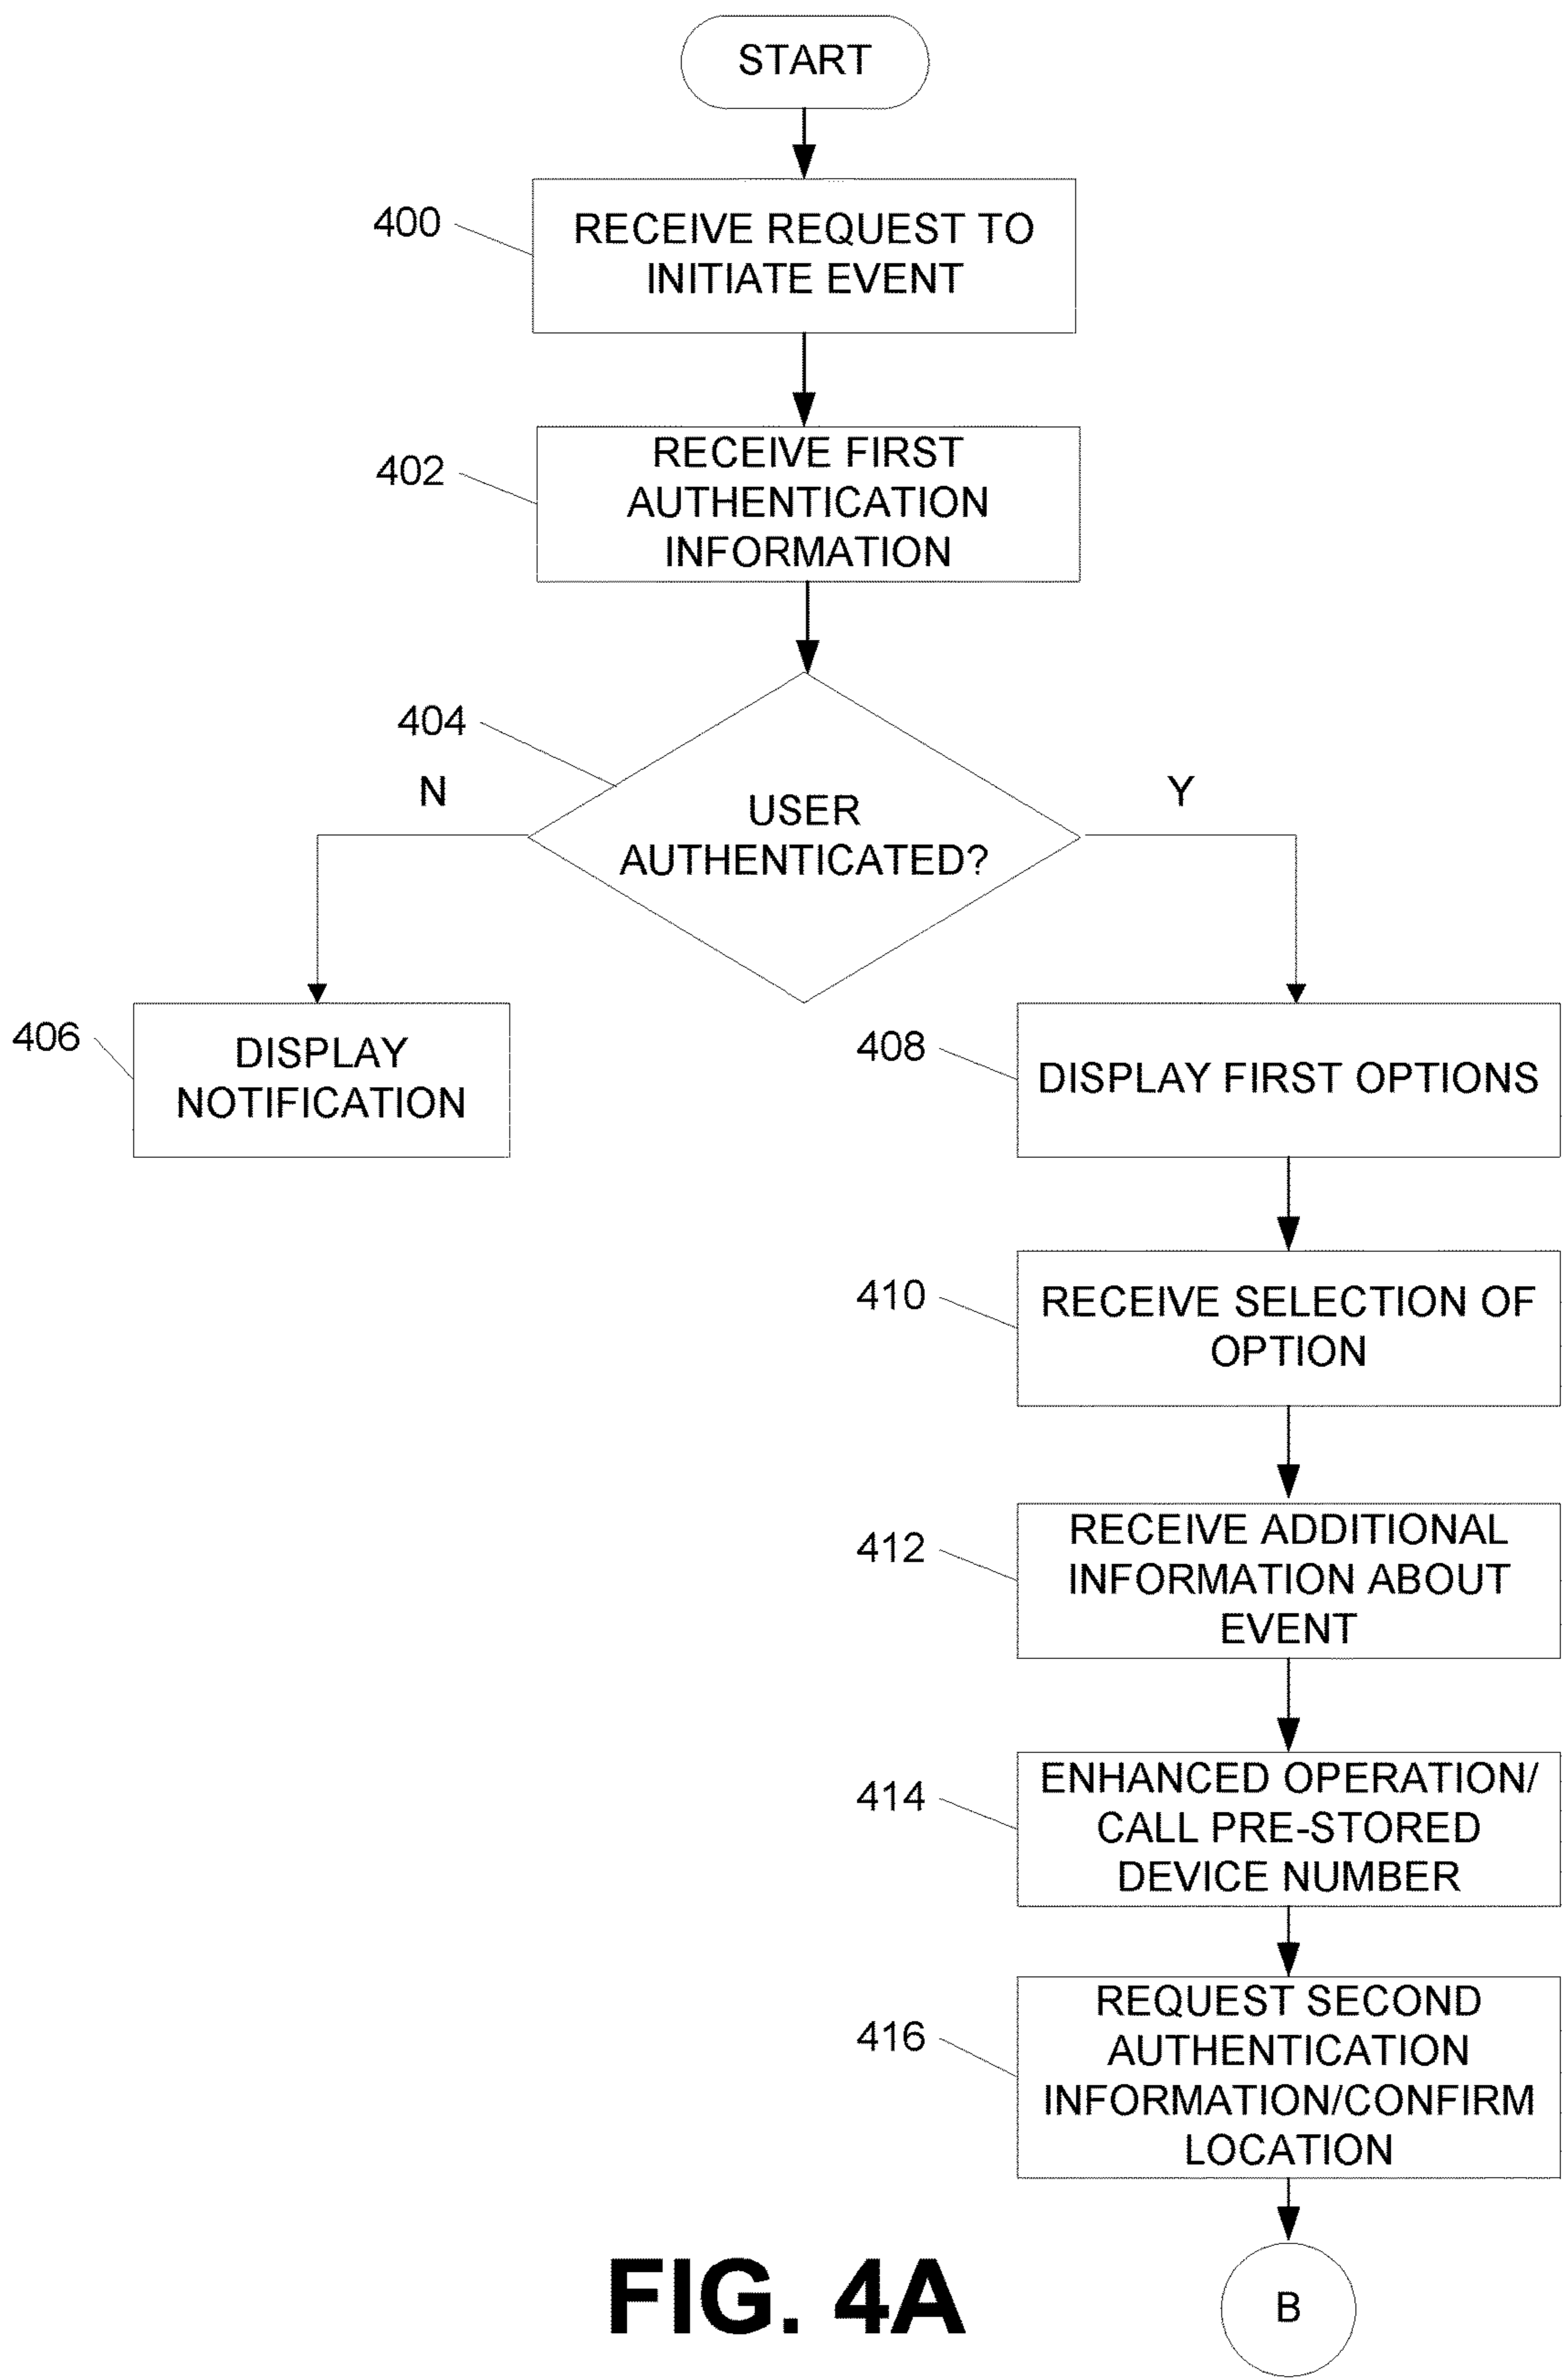 START
400
RECEIVE REQUEST TO
INITIATE EVENT
402
RECEIVE FIRST
AUTHENTICATION
INFORMATION
404
N
Y
USER
AUTHENTICATED?
406
DISPLAY
NOTIFICATION
408
DISPLAY FIRST OPTIONS
410
RECEIVE SELECTION OF
OPTION
412
RECEIVE ADDITIONAL
INFORMATION ABOUT
EVENT
414
ENHANCED OPERATION/
CALL PRE-STORED
DEVICE NUMBER
416
REQUEST SECOND
AUTHENTICATION
INFORMATION/CONFIRM
LOCATION
FIG. 4A
B